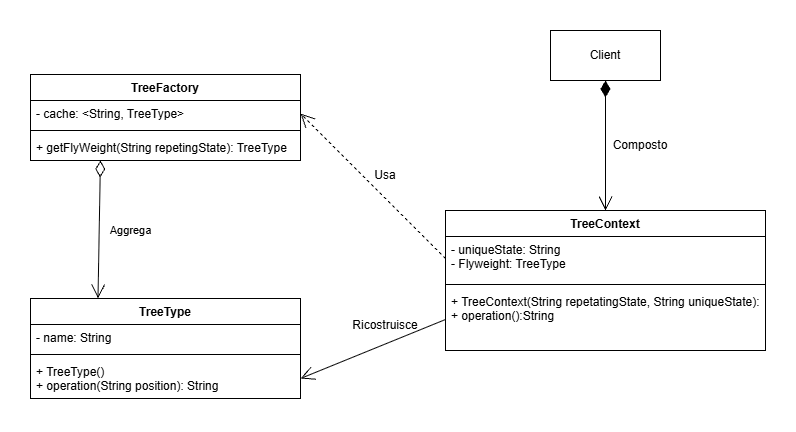 Client
TreeFactory
- cache: <String, TreeType>
+ getFlyWeight(String repetingState): TreeType
Composto
Usa
Aggrega
TreeContext
- uniqueState: String
- Flyweight: TreeType
+ TreeContext(String repetatingState, String uniqueState):
+ operation():String
TreeType
- name: String
+ TreeType()
+ operation(String position): String
Ricostruisce